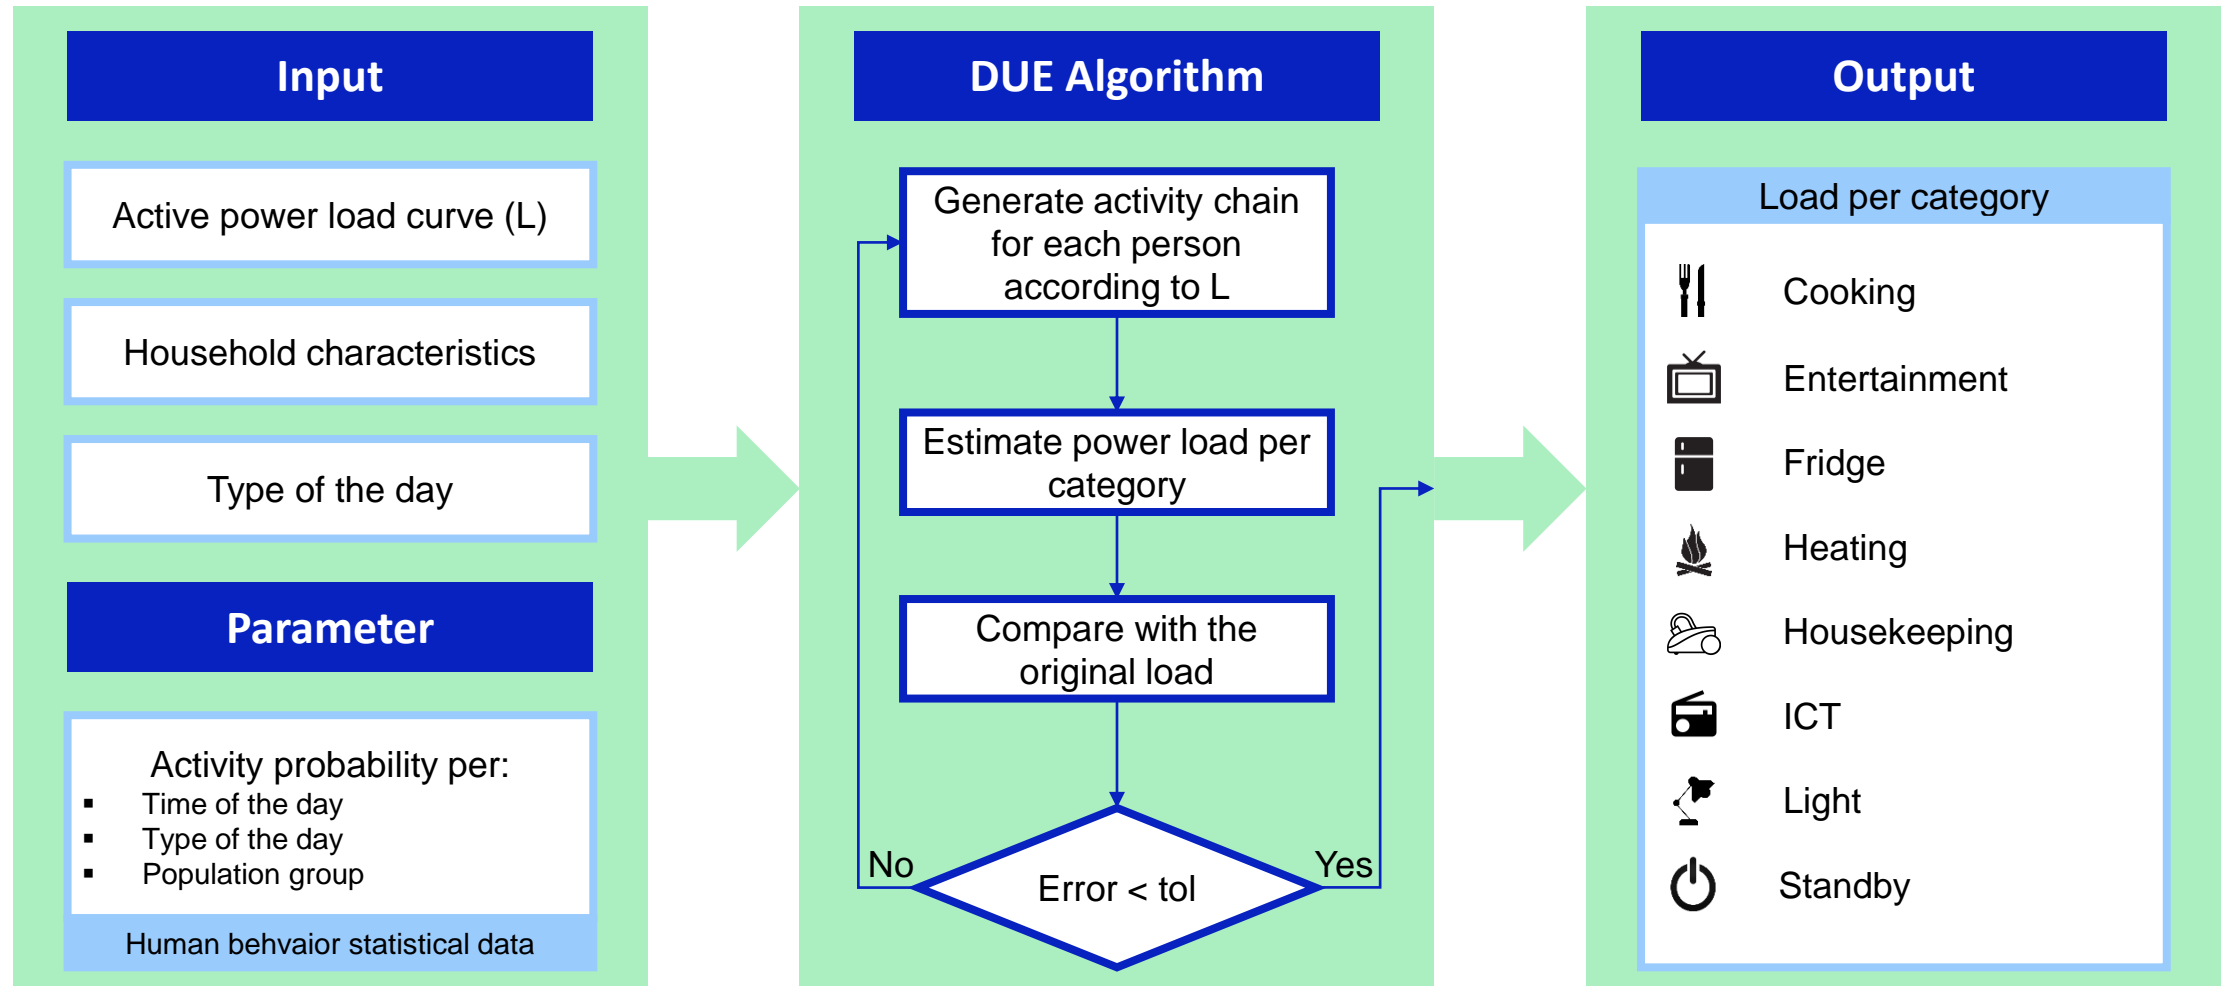 Input
Active power load curve (L)
Household characteristics
Type of the day
Parameter
Activity probability per:
▪ Time of the day
▪ Type of the day
▪ Population group
Human behvaior statistical data
DUE Algorithm
Generate activity chain
for each person
according to L
Estimate power load per
category
Compare with the
original load
No
Error < tol
Yes
Output
Load per category
Cooking
Entertainment
Fridge
Heating
Housekeeping
ICT
Light
Standby